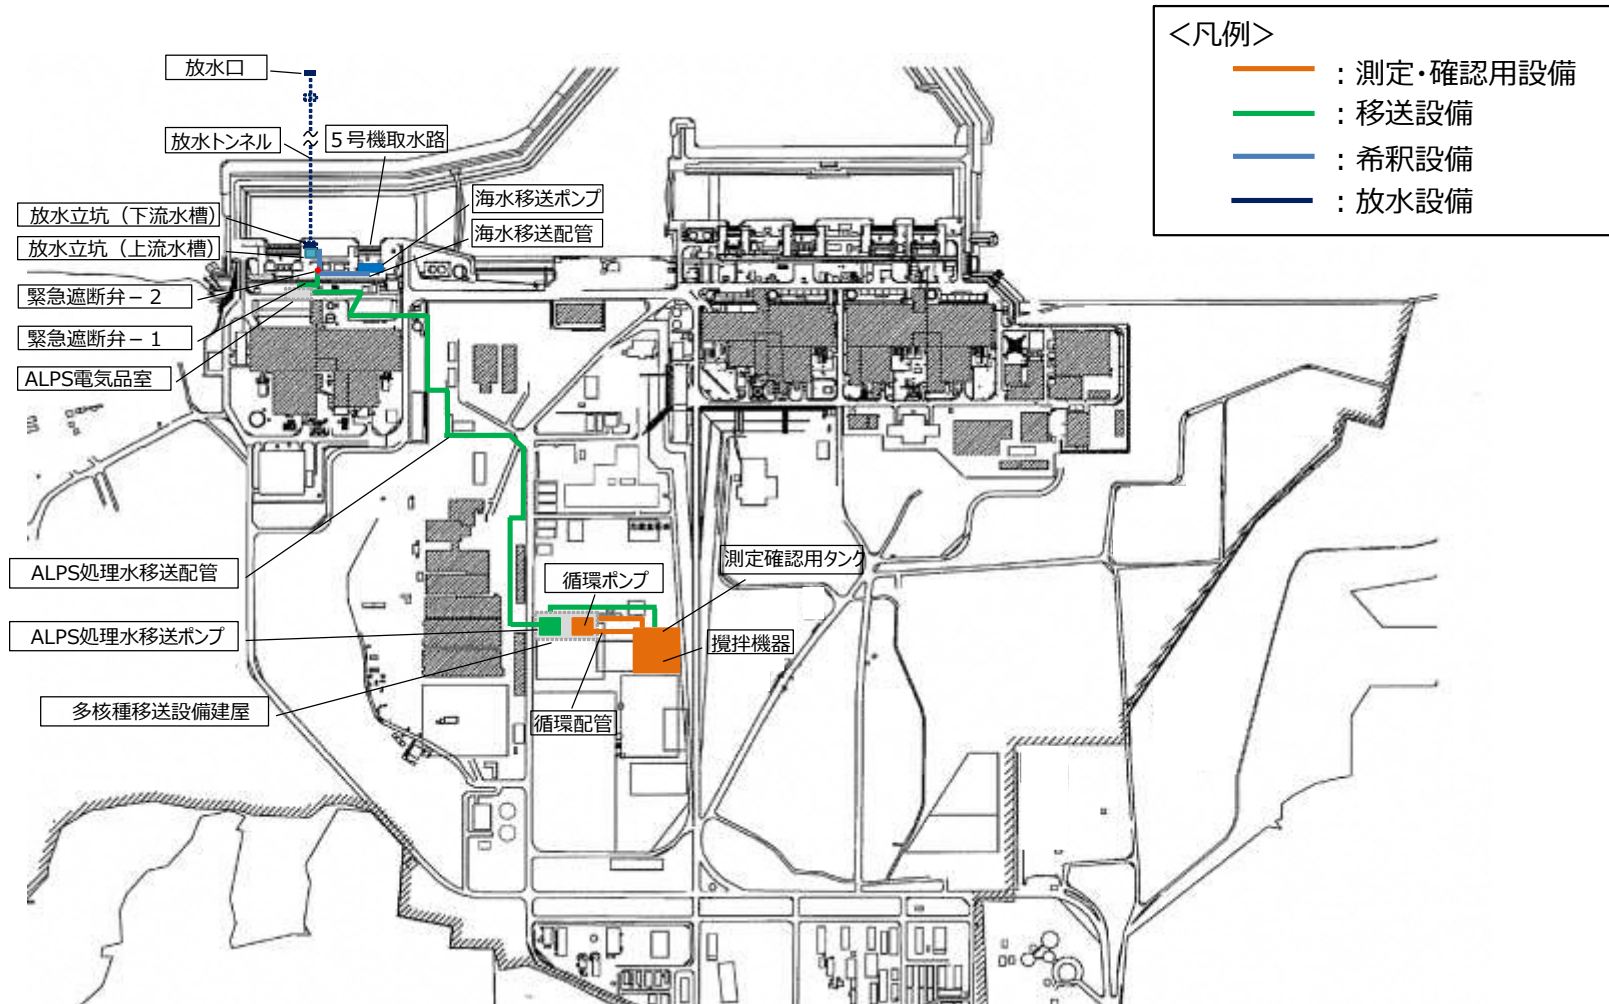 <凡例>
：測定・確認用設備
：移送設備
：希釈設備
：放水設備
放水口
放水トンネル
５号機取水路
海水移送ポンプ
海水移送配管
放水立坑（下流水槽）
放水立坑（上流水槽）
緊急遮断弁－２
緊急遮断弁－１
ALPS電気品室
ALPS処理水移送配管
循環ポンプ
測定確認用タンク
ALPS処理水移送ポンプ
攪拌機器
多核種移送設備建屋
循環配管